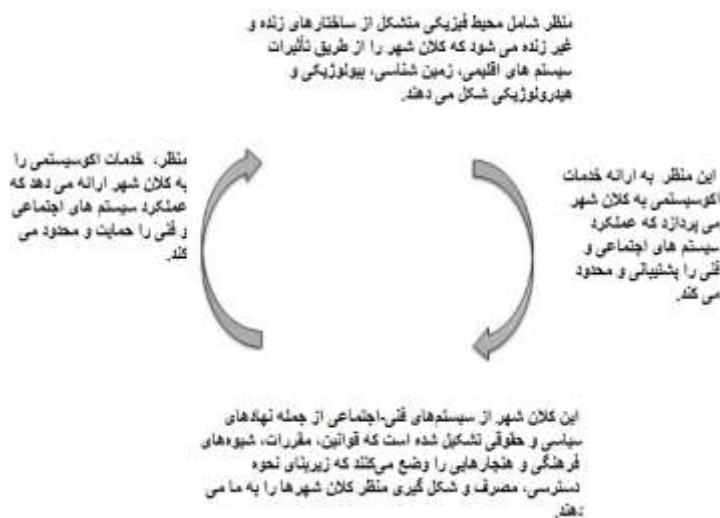 منظر شامل محیط فیزیکی متشکل از ساختارهای زنده و
غیر زنده می شود که کلان شهر را از طریق تأثیرات
سیستم های اقلیمی، زمین شناسی، بیولوژیکی و
هیدرولوژیکی شکل می دهند.
این منظر به ارائه خدمات
اکوسیستمی به کلان شهر
می پردازد که عملکرد
سیستم های اجتماعی و
فنی را پشتیبانی و محدود
می کند.
منظر، خدمات اکوسیستمی را
به کلان شهر ارائه می دهد که
عملکرد سیستم های اجتماعی
و فنی را حمایت و محدود می
کند.
این کلان شهر از سیستم‌های فنی-اجتماعی از جمله نهادهای
سیاسی و حقوقی تشکیل شده است که قوانین، مقررات، شیوه‌های
فرهنگی و هنجارهایی را وضع می‌کنند که زیربنای نحوه
دسترسی، مصرف و شکل گیری منظر کلان شهرها را به ما می
دهند.